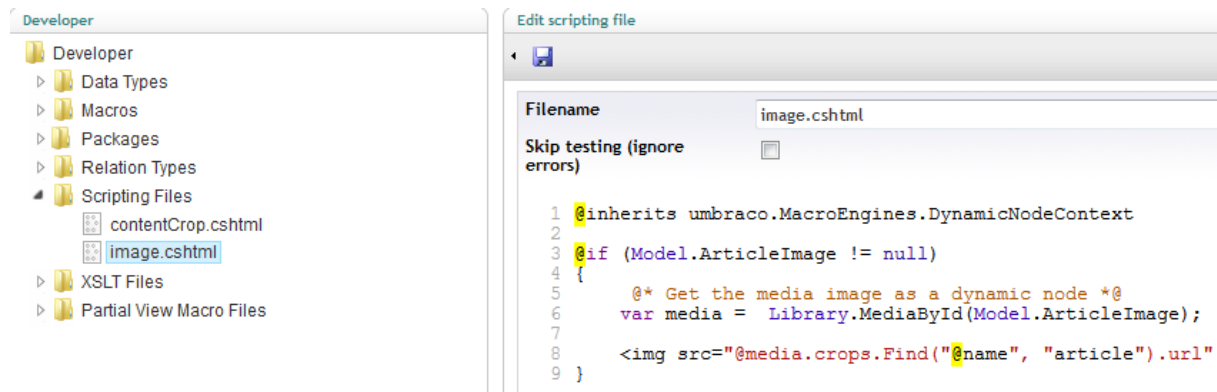 Developer
Developer
Data Types
Macros
Packages
Relation Types
Scripting Files
contentCrop.cshtml
image.cshtml
XSLT Files
Partial View Macro Files
Edit scripting file
Filename
image.cshtml
Skip testing (ignore
errors)
1 @inherits umbraco.MacroEngines.DynamicNodeContext
2
3 @if (Model.ArticleImage != null)
4 {
5 @* Get the media image as a dynamic node *@
6 var media = Library.MediaById(Model.ArticleImage);
7
8 <img src="@media.crops.Find("@name", "article").url"
9 }